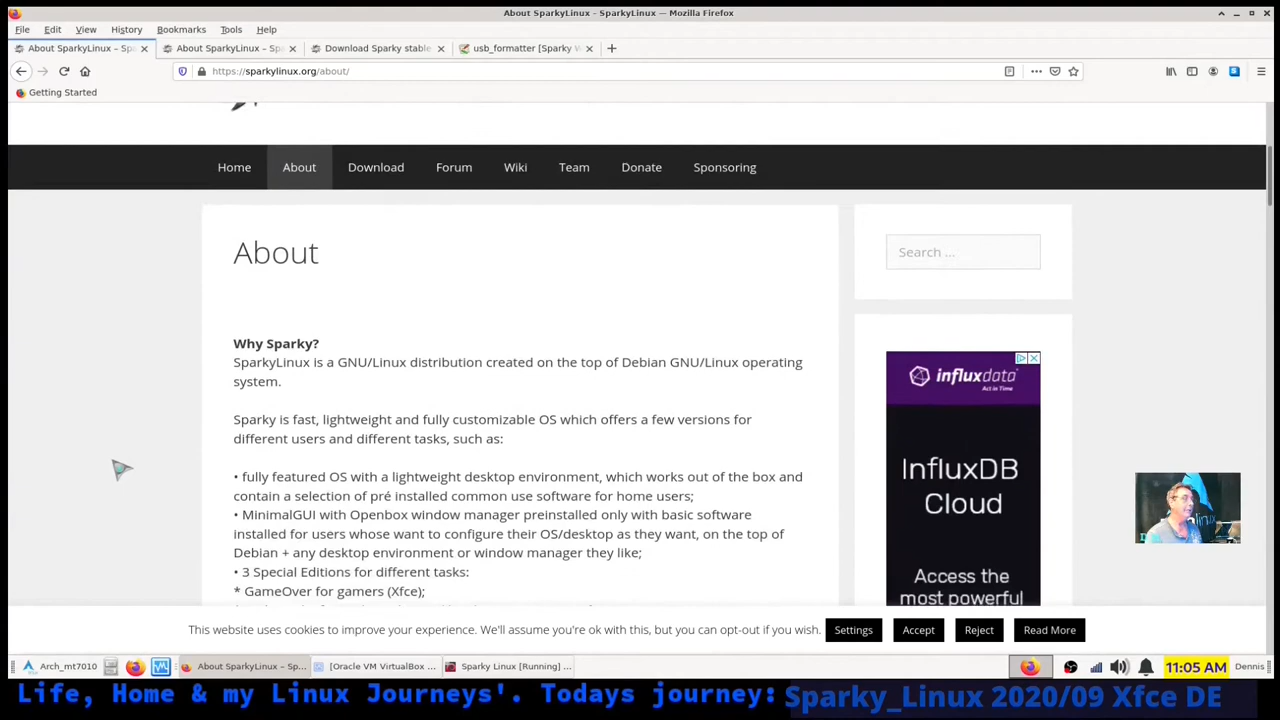 About SparkyLinux - SparkyLinux — Mozilla Firefox
File Edit View History Bookmarks Tools Help
About SparkyLinux – Spa
About SparkyLinux – Spa
Download Sparky stable
usb_formatter [Sparky W
https://sparkylinux.org/about/
Getting Started
Home About Download Forum Wiki Team Donate Sponsoring
About
Search ...
Why Sparky?
SparkyLinux is a GNU/Linux distribution created on the top of Debian GNU/Linux operating
system.
Sparky is fast, lightweight and fully customizable OS which offers a few versions for
different users and different tasks, such as:
• fully featured OS with a lightweight desktop environment, which works out of the box and
contain a selection of pré installed common use software for home users;
• MinimalGUI with Openbox window manager preinstalled only with basic software
installed for users whose want to configure their OS/desktop as they want, on the top of
Debian + any desktop environment or window manager they like;
• 3 Special Editions for different tasks:
* GameOver for gamers (Xfce);
influxdata
Act in Time
InfluxDB
Cloud
Access the
most powerful
This website uses cookies to improve your experience. We'll assume you're ok with this, but you can opt-out if you wish. Settings Accept Reject Read More
Arch_mt7010
About SparkyLinux – Sp...
[Oracle VM VirtualBox ...
Sparky Linux [Running] ...
11:05 AM Dennis
Life, Home & my Linux Journeys'. Todays journey: Sparky_Linux 2020/09 Xfce DE